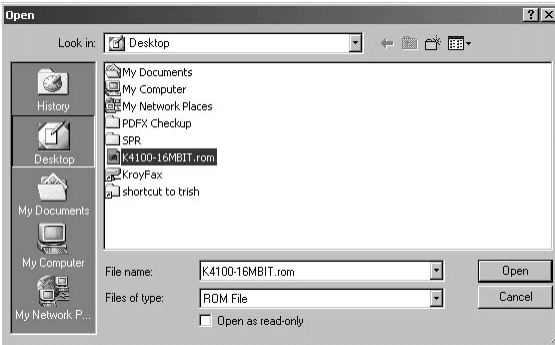 Open
Look in:
Desktop
History
Desktop
My Documents
My Computer
My Network P...
My Documents
My Computer
My Network Places
PDFX Checkup
SPR
K4100-16MBIT.rom
KroyFax
shortcut to trish
File name:
K4100-16MBIT.rom
Open
Files of type:
ROM File
Cancel
Open as read-only